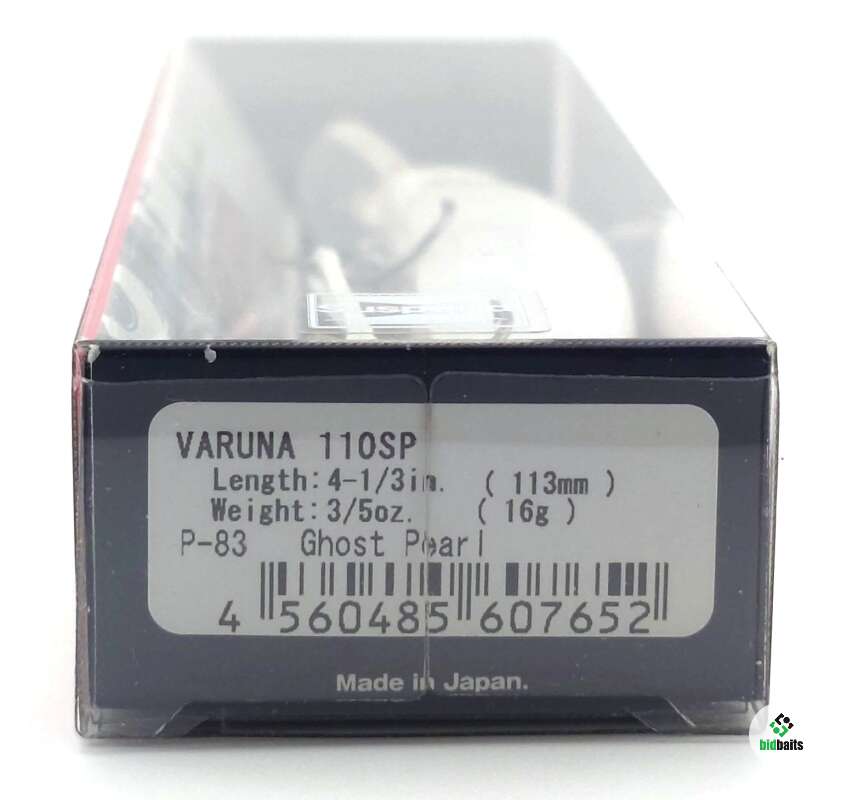 VARUNA 110SP
Length:4-1/3in. ( 113mm )
Weight:3/5oz. ( 16g )
P-83 Ghost Pearl
4 560485 607652
Made in Japan.
bidbaits